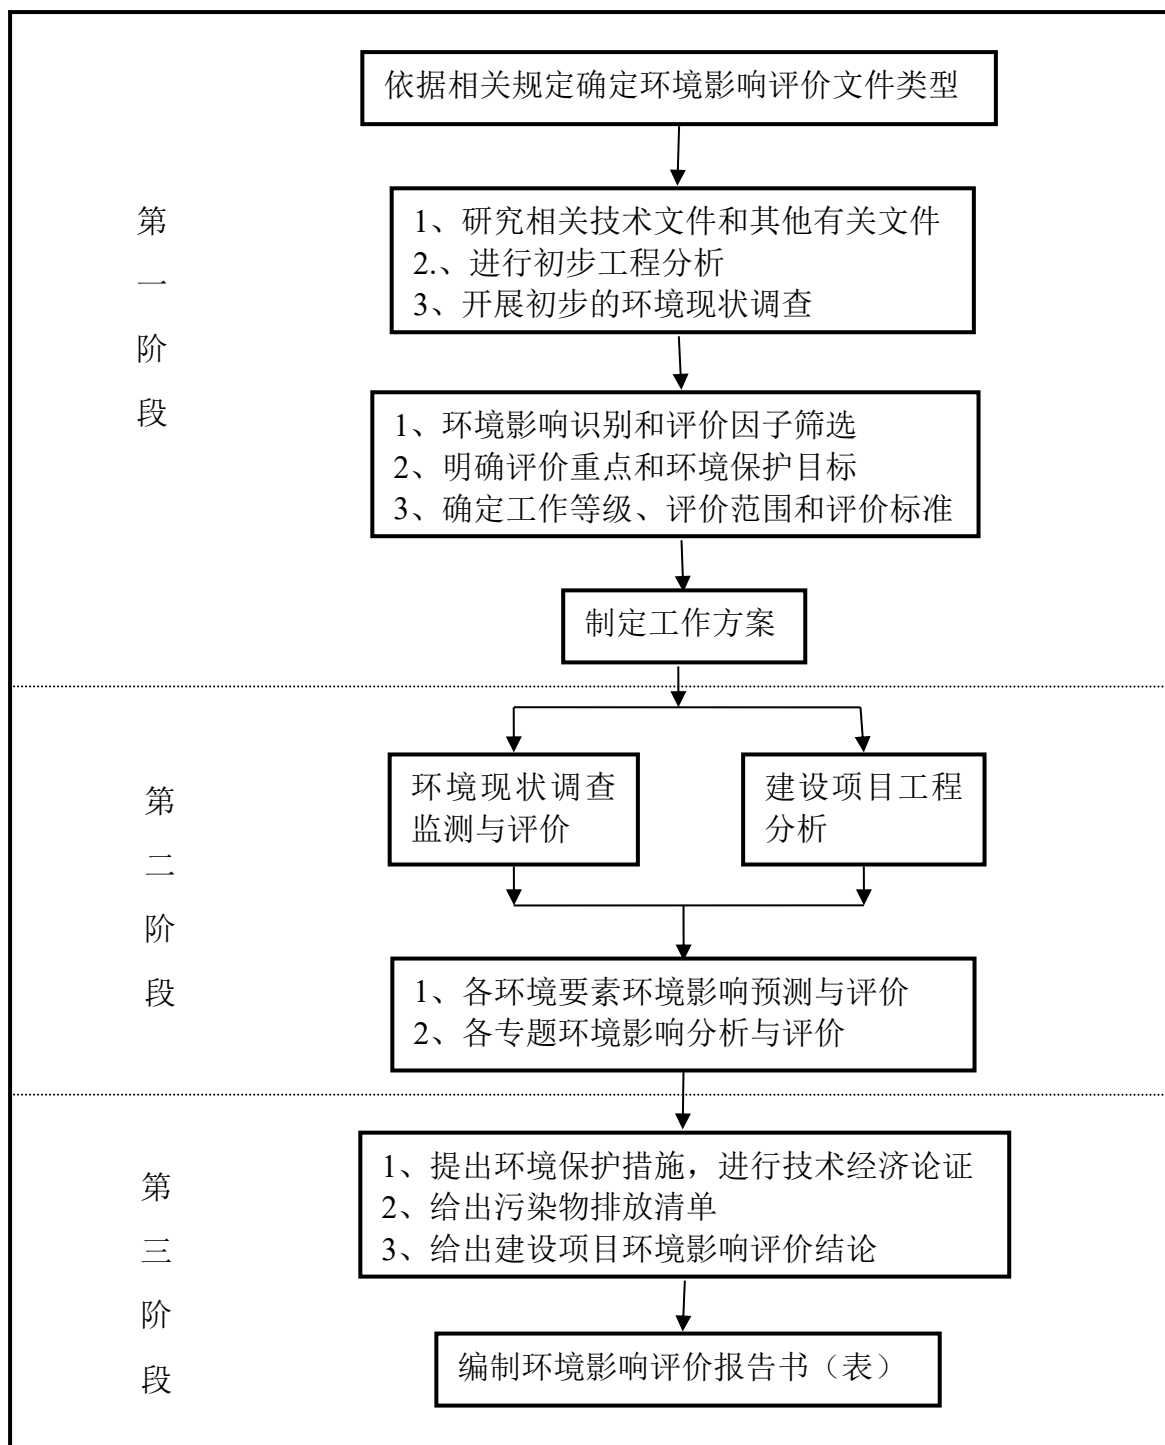 依据相关规定确定环境影响评价文件类型
第一阶段
1、研究相关技术文件和其他有关文件
2.、进行初步工程分析
3、开展初步的环境现状调查
1、环境影响识别和评价因子筛选
2、明确评价重点和环境保护目标
3、确定工作等级、评价范围和评价标准
制定工作方案
第二阶段
环境现状调查
监测与评价
建设项目工程
分析
1、各环境要素环境影响预测与评价
2、各专题环境影响分析与评价
第三阶段
1、提出环境保护措施，进行技术经济论证
2、给出污染物排放清单
3、给出建设项目环境影响评价结论
编制环境影响评价报告书（表）